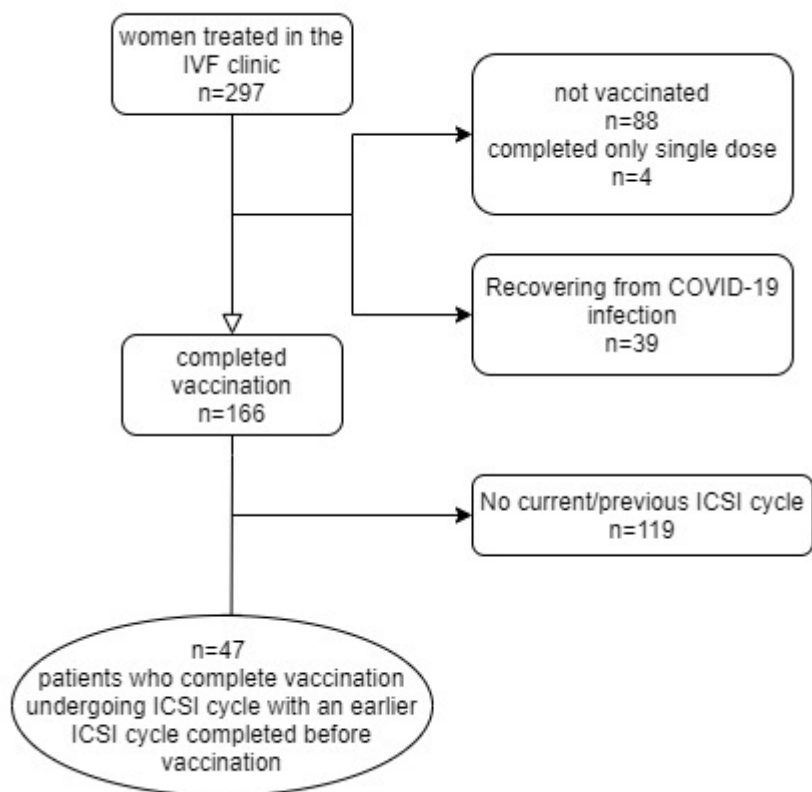 women treated in the
IVF clinic
n=297
not vaccinated
n=88
completed only single dose
n=4
Recovering from COVID-19
infection
n=39
completed
vaccination
n=166
No current/previous ICSI cycle
n=119
n=47
patients who complete vaccination
undergoing ICSI cycle with an earlier
ICSI cycle completed before
vaccination